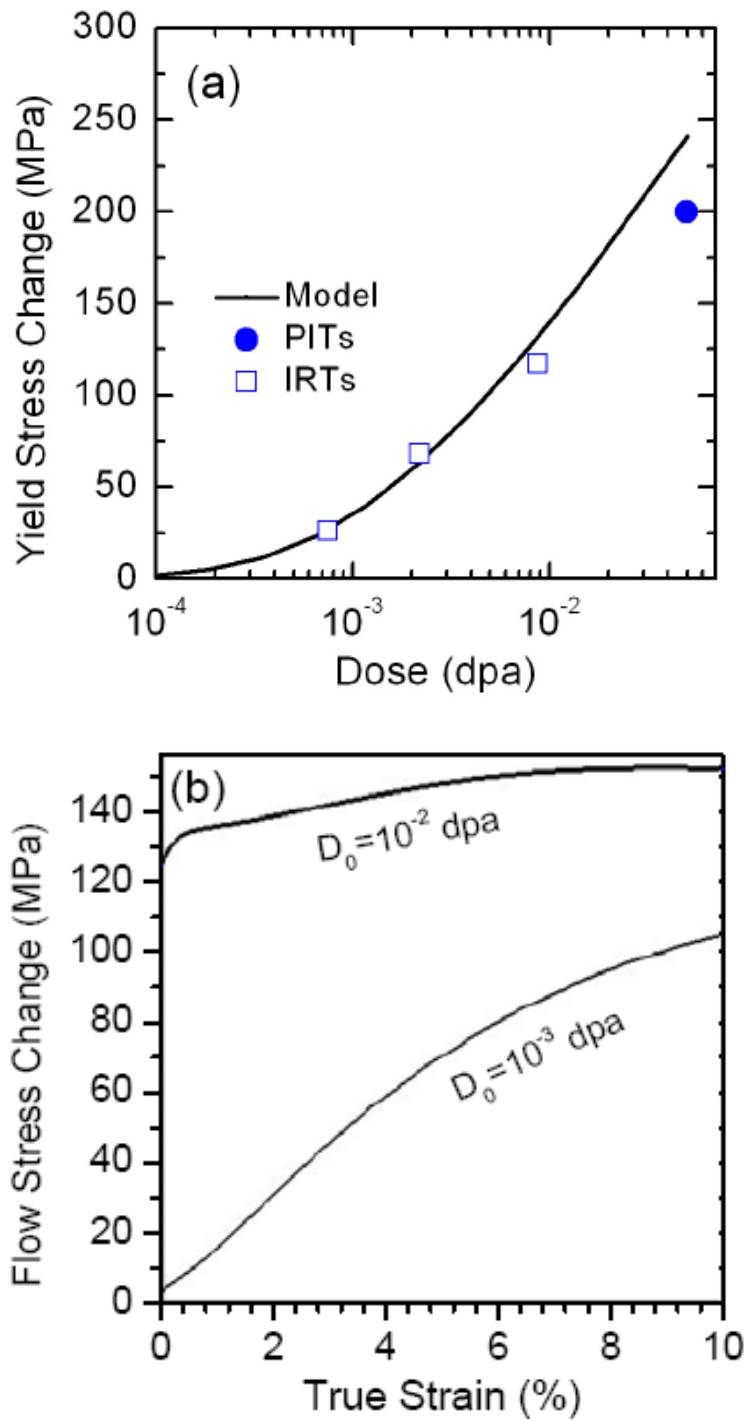 (a)
Yield Stress Change (MPa)
300
250
200
150
100
50
0
Model
PITs
IRTs
10⁻⁴ 10⁻³ 10⁻²
Dose (dpa)
(b)
Flow Stress Change (MPa)
140
120
100
80
60
40
20
0
D₀=10⁻² dpa
D₀=10⁻³ dpa
0 2 4 6 8 10
True Strain (%)